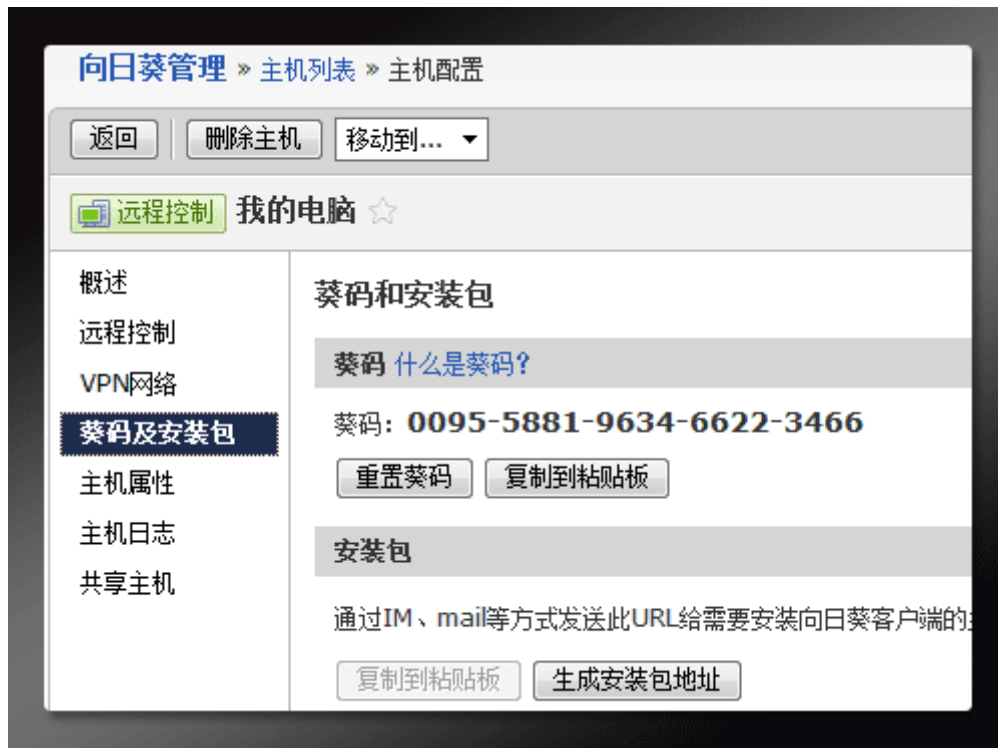 向日葵管理 » 主机列表 » 主机配置
返回 删除主机 移动到...
远程控制 我的电脑
概述
远程控制
VPN网络
葵码及安装包
主机属性
主机日志
共享主机
葵码和安装包
葵码 什么是葵码?
葵码: 0095-5881-9634-6622-3466
重置葵码 复制到粘贴板
安装包
通过IM、mail等方式发送此URL给需要安装向日葵客户端的
复制到粘贴板 生成安装包地址